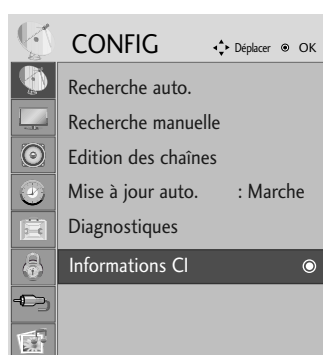 CONFIG Déplacer OK
Recherche auto.
Recherche manuelle
Edition des chaînes
Mise à jour auto. : Marche
Diagnostiques
Informations CI